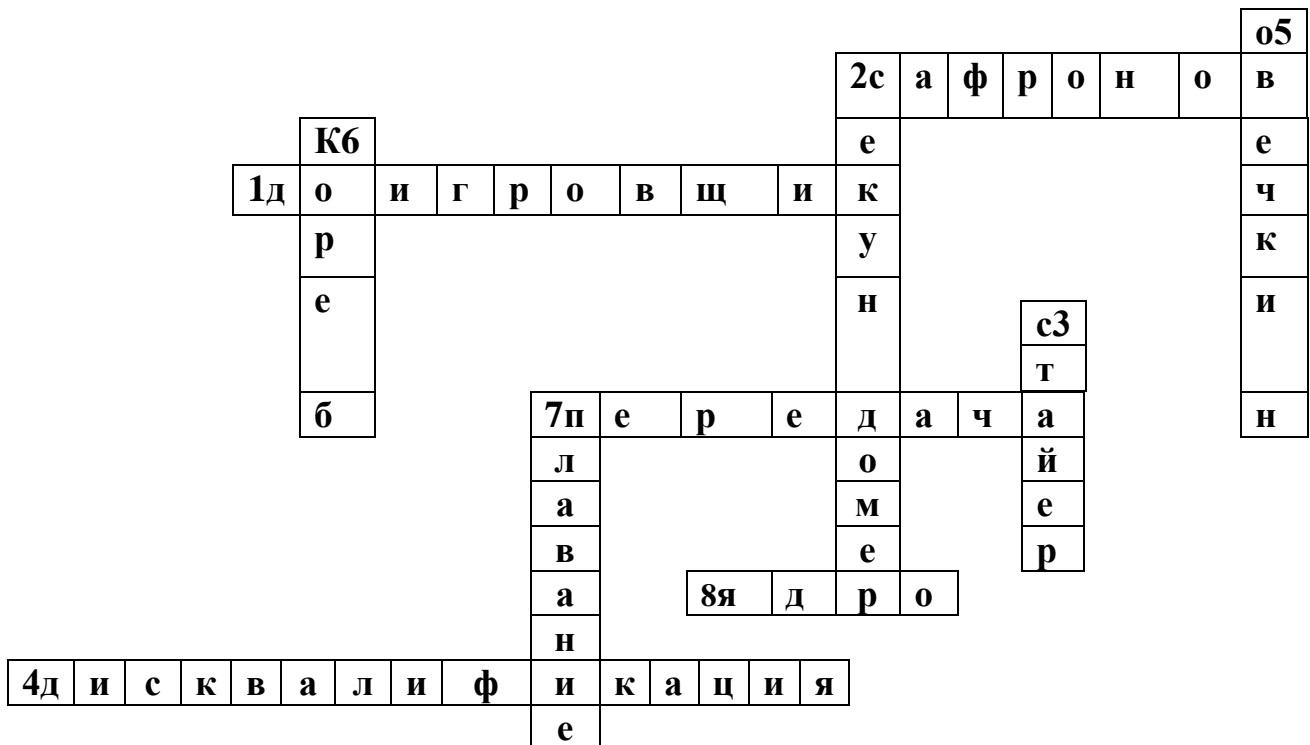 о5
2с а ф р о н о в
К6 е е
1д о и г р о в щ и к ч
р у к
е н и
с3
т
б 7п е р е д а ч а н
л о й
а м е
в е р
а 8я д р о
н
4д и с к в а л и ф и к а ц и я
е